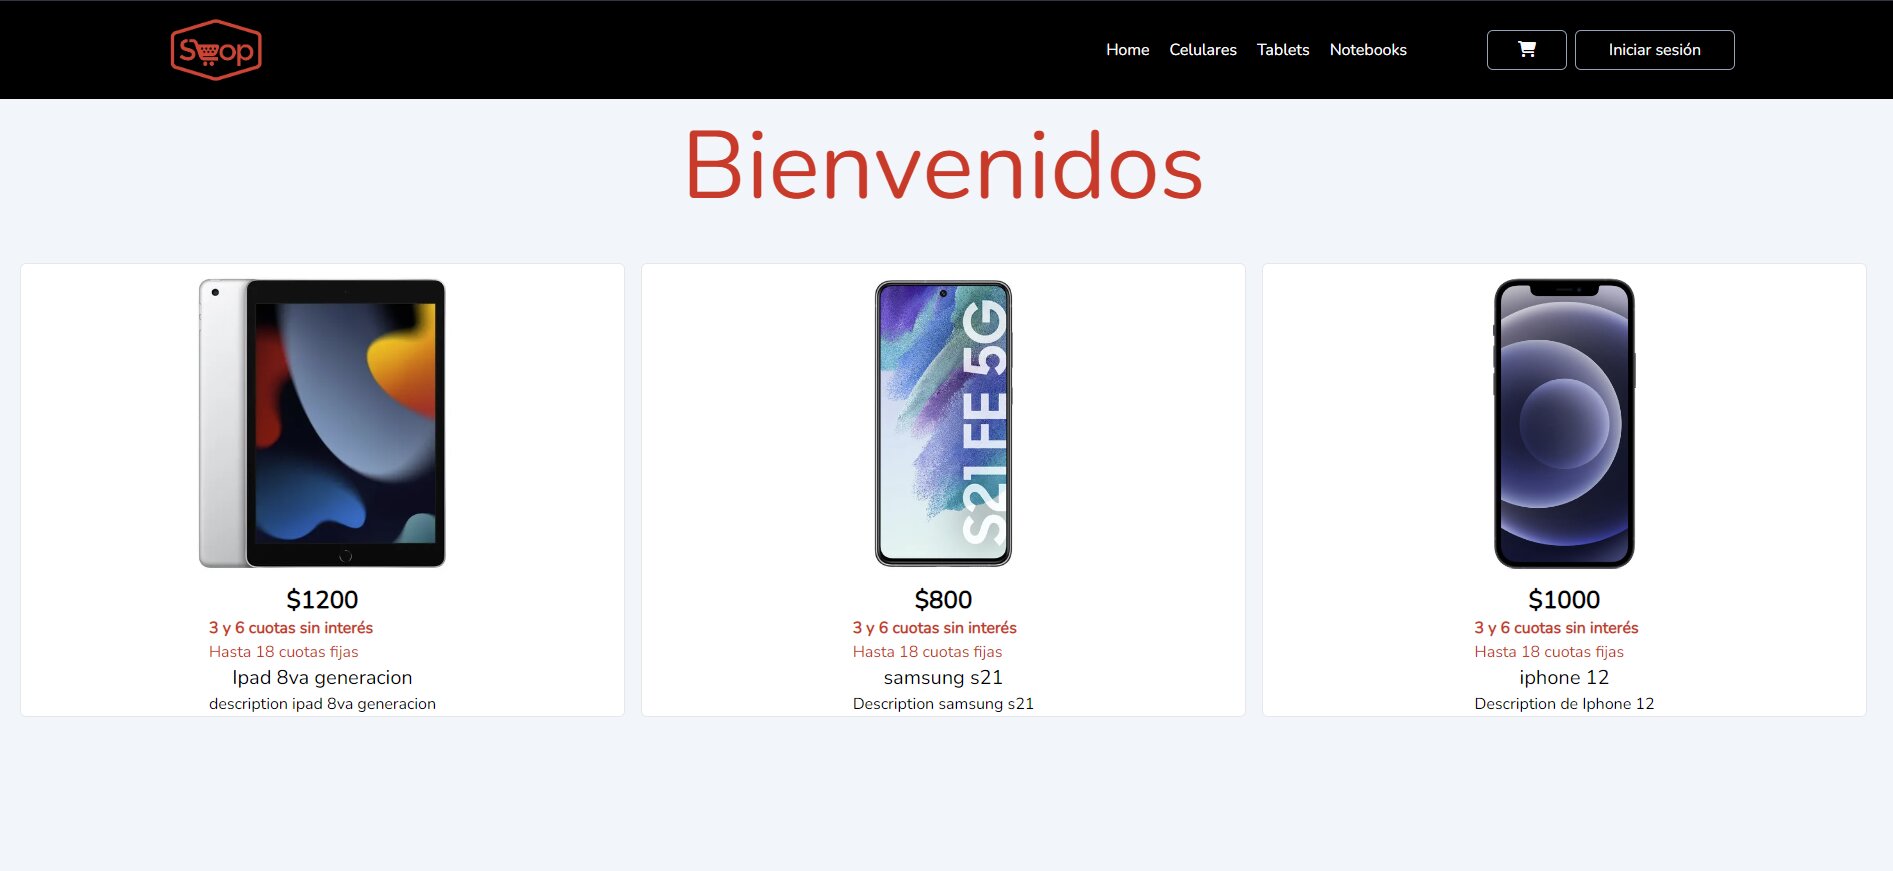 Shop
Home Celulares Tablets Notebooks Iniciar sesión
Bienvenidos
S21 FE 5G
$1200
3 y 6 cuotas sin interés
Hasta 18 cuotas fijas
Ipad 8va generacion
description ipad 8va generacion
$800
3 y 6 cuotas sin interés
Hasta 18 cuotas fijas
samsung s21
Description samsung s21
$1000
3 y 6 cuotas sin interés
Hasta 18 cuotas fijas
iphone 12
Description de Iphone 12